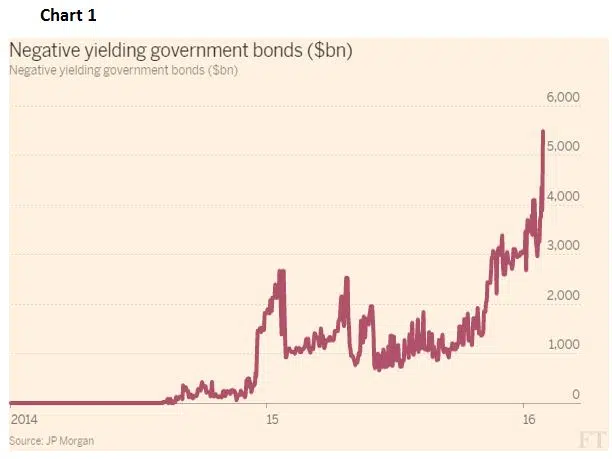 Chart 1
Negative yielding government bonds ($bn)
Negative yielding government bonds ($bn)
6,000
5,000
4,000
3,000
2,000
1,000
0
2014 15 16
Source: JP Morgan
FT